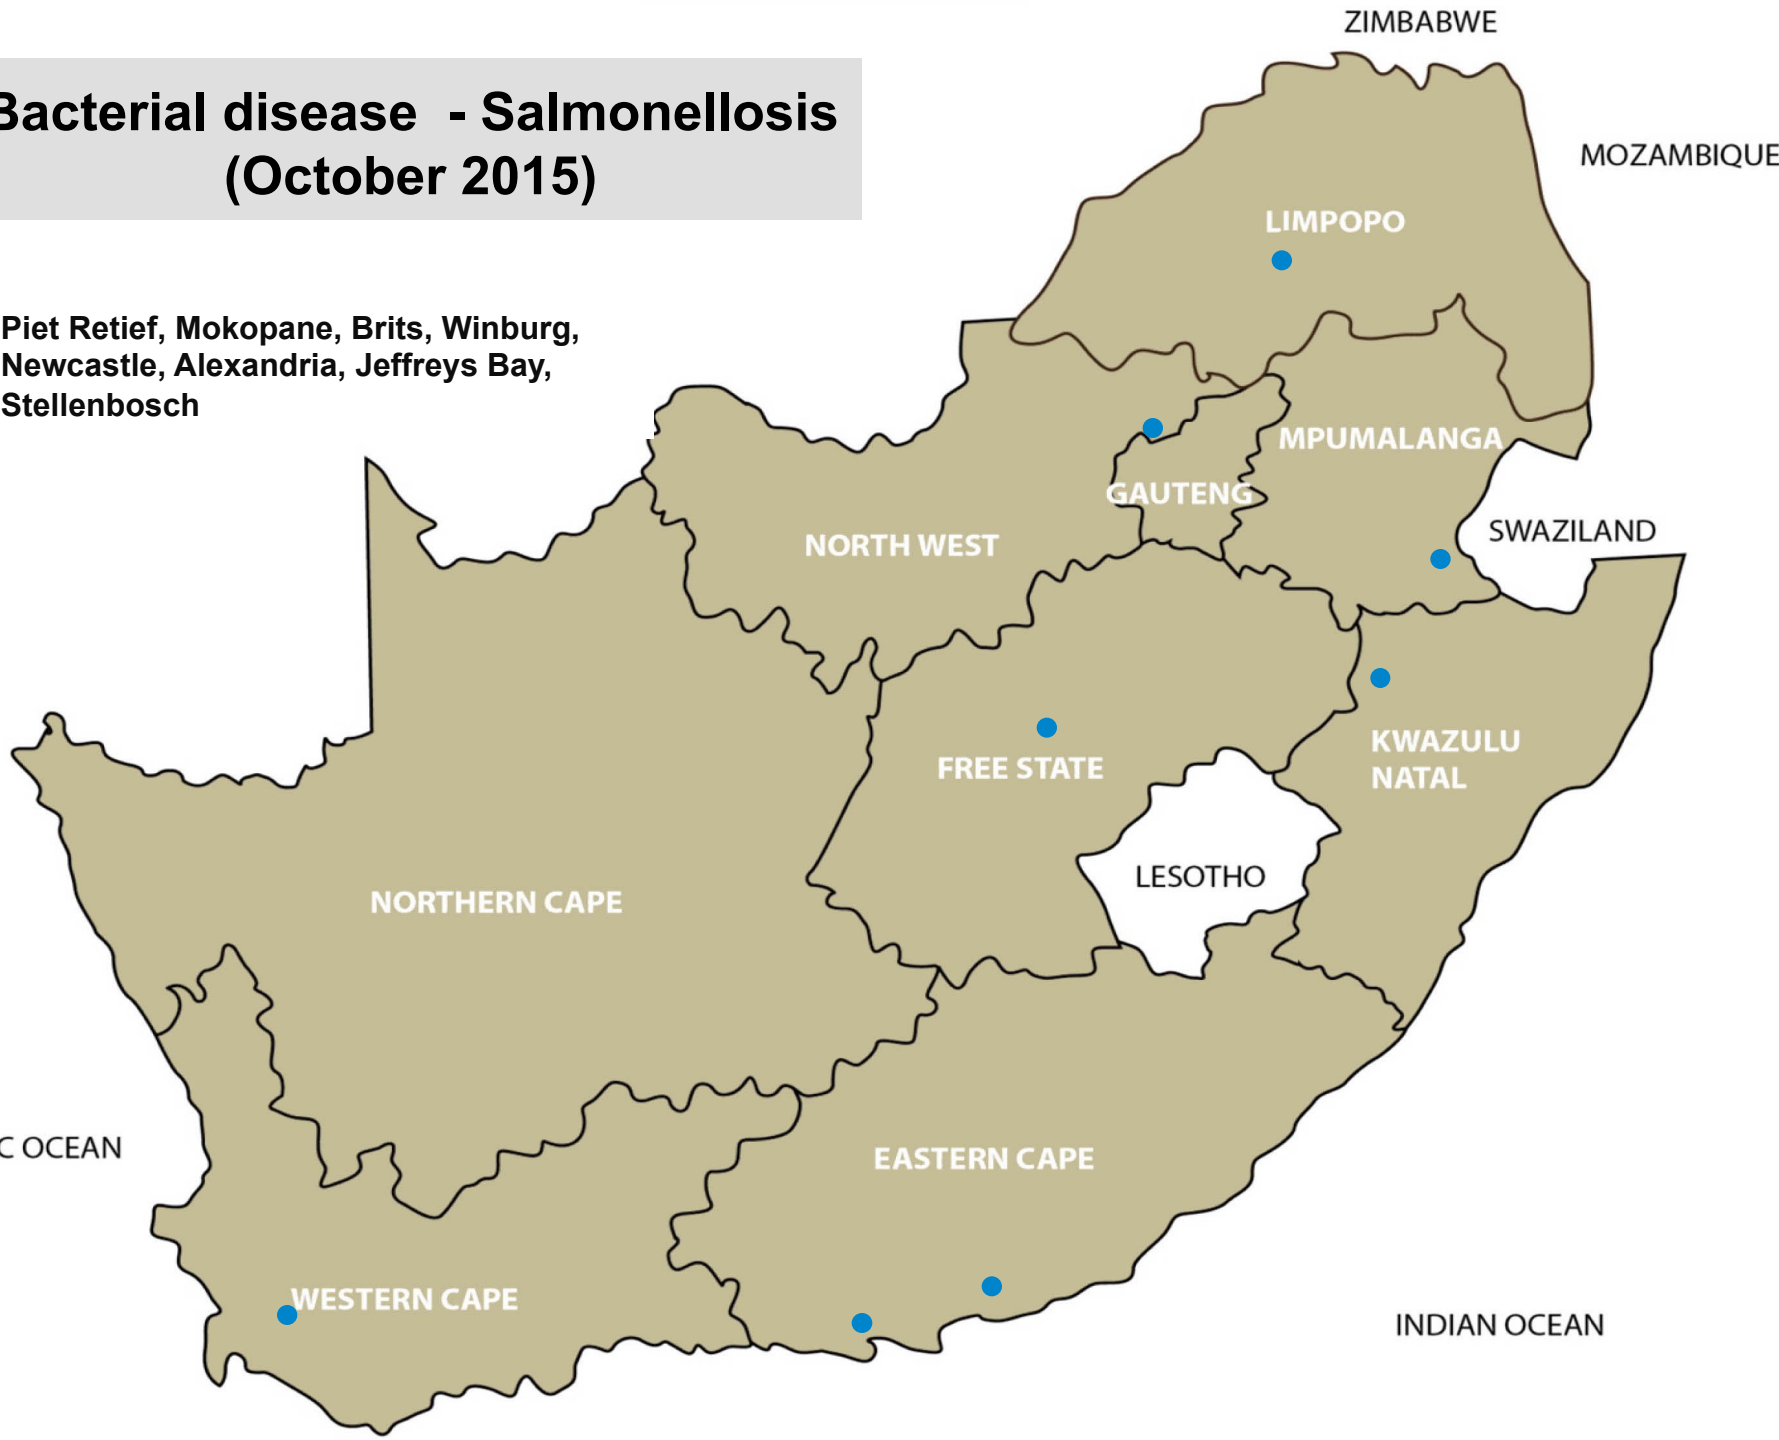 Bacterial disease - Salmonellosis
(October 2015)
Piet Retief, Mokopane, Brits, Winburg,
Newcastle, Alexandria, Jeffreys Bay,
Stellenbosch
ZIMBABWE
MOZAMBIQUE
LIMPOPO
MPUMALANGA
GAUTENG
SWAZILAND
NORTH WEST
KWAZULU
NATAL
FREE STATE
LESOTHO
NORTHERN CAPE
C OCEAN
EASTERN CAPE
WESTERN CAPE
INDIAN OCEAN